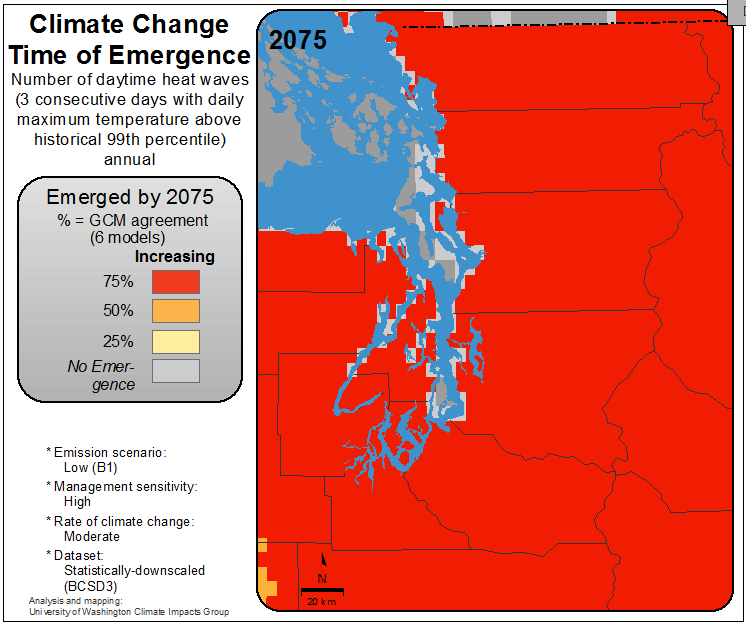 Climate Change
Time of Emergence
Number of daytime heat waves
(3 consecutive days with daily
maximum temperature above
historical 99th percentile)
annual
Emerged by 2075
% = GCM agreement
(6 models)
Increasing
75%
50%
25%
No Emer-
gence
* Emission scenario:
Low (B1)
* Management sensitivity:
High
* Rate of climate change:
Moderate
* Dataset:
Statistically-downscaled
(BCSD3)
Analysis and mapping:
University of Washington Climate Impacts Group
2075
N
20 km